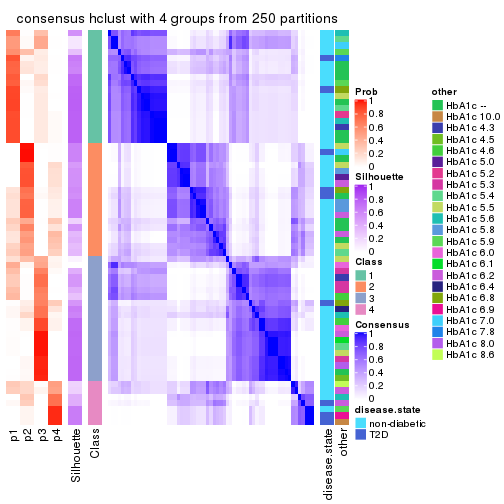 consensus hclust with 4 groups from 250 partitions
Prob
1
0.8
0.6
0.4
0.2
0
Silhouette
1
0.8
0.6
0.4
0.2
0
Class
1
2
3
4
Consensus
1
0.8
0.6
0.4
0.2
0
disease.state
non-diabetic
T2D
other
HbA1c --
HbA1c 10.0
HbA1c 4.3
HbA1c 4.5
HbA1c 4.6
HbA1c 5.0
HbA1c 5.2
HbA1c 5.3
HbA1c 5.4
HbA1c 5.5
HbA1c 5.6
HbA1c 5.8
HbA1c 5.9
HbA1c 6.0
HbA1c 6.1
HbA1c 6.2
HbA1c 6.4
HbA1c 6.8
HbA1c 6.9
HbA1c 7.0
HbA1c 7.8
HbA1c 8.0
HbA1c 8.6
p1
p2
p3
p4
Silhouette
Class
disease.state
other